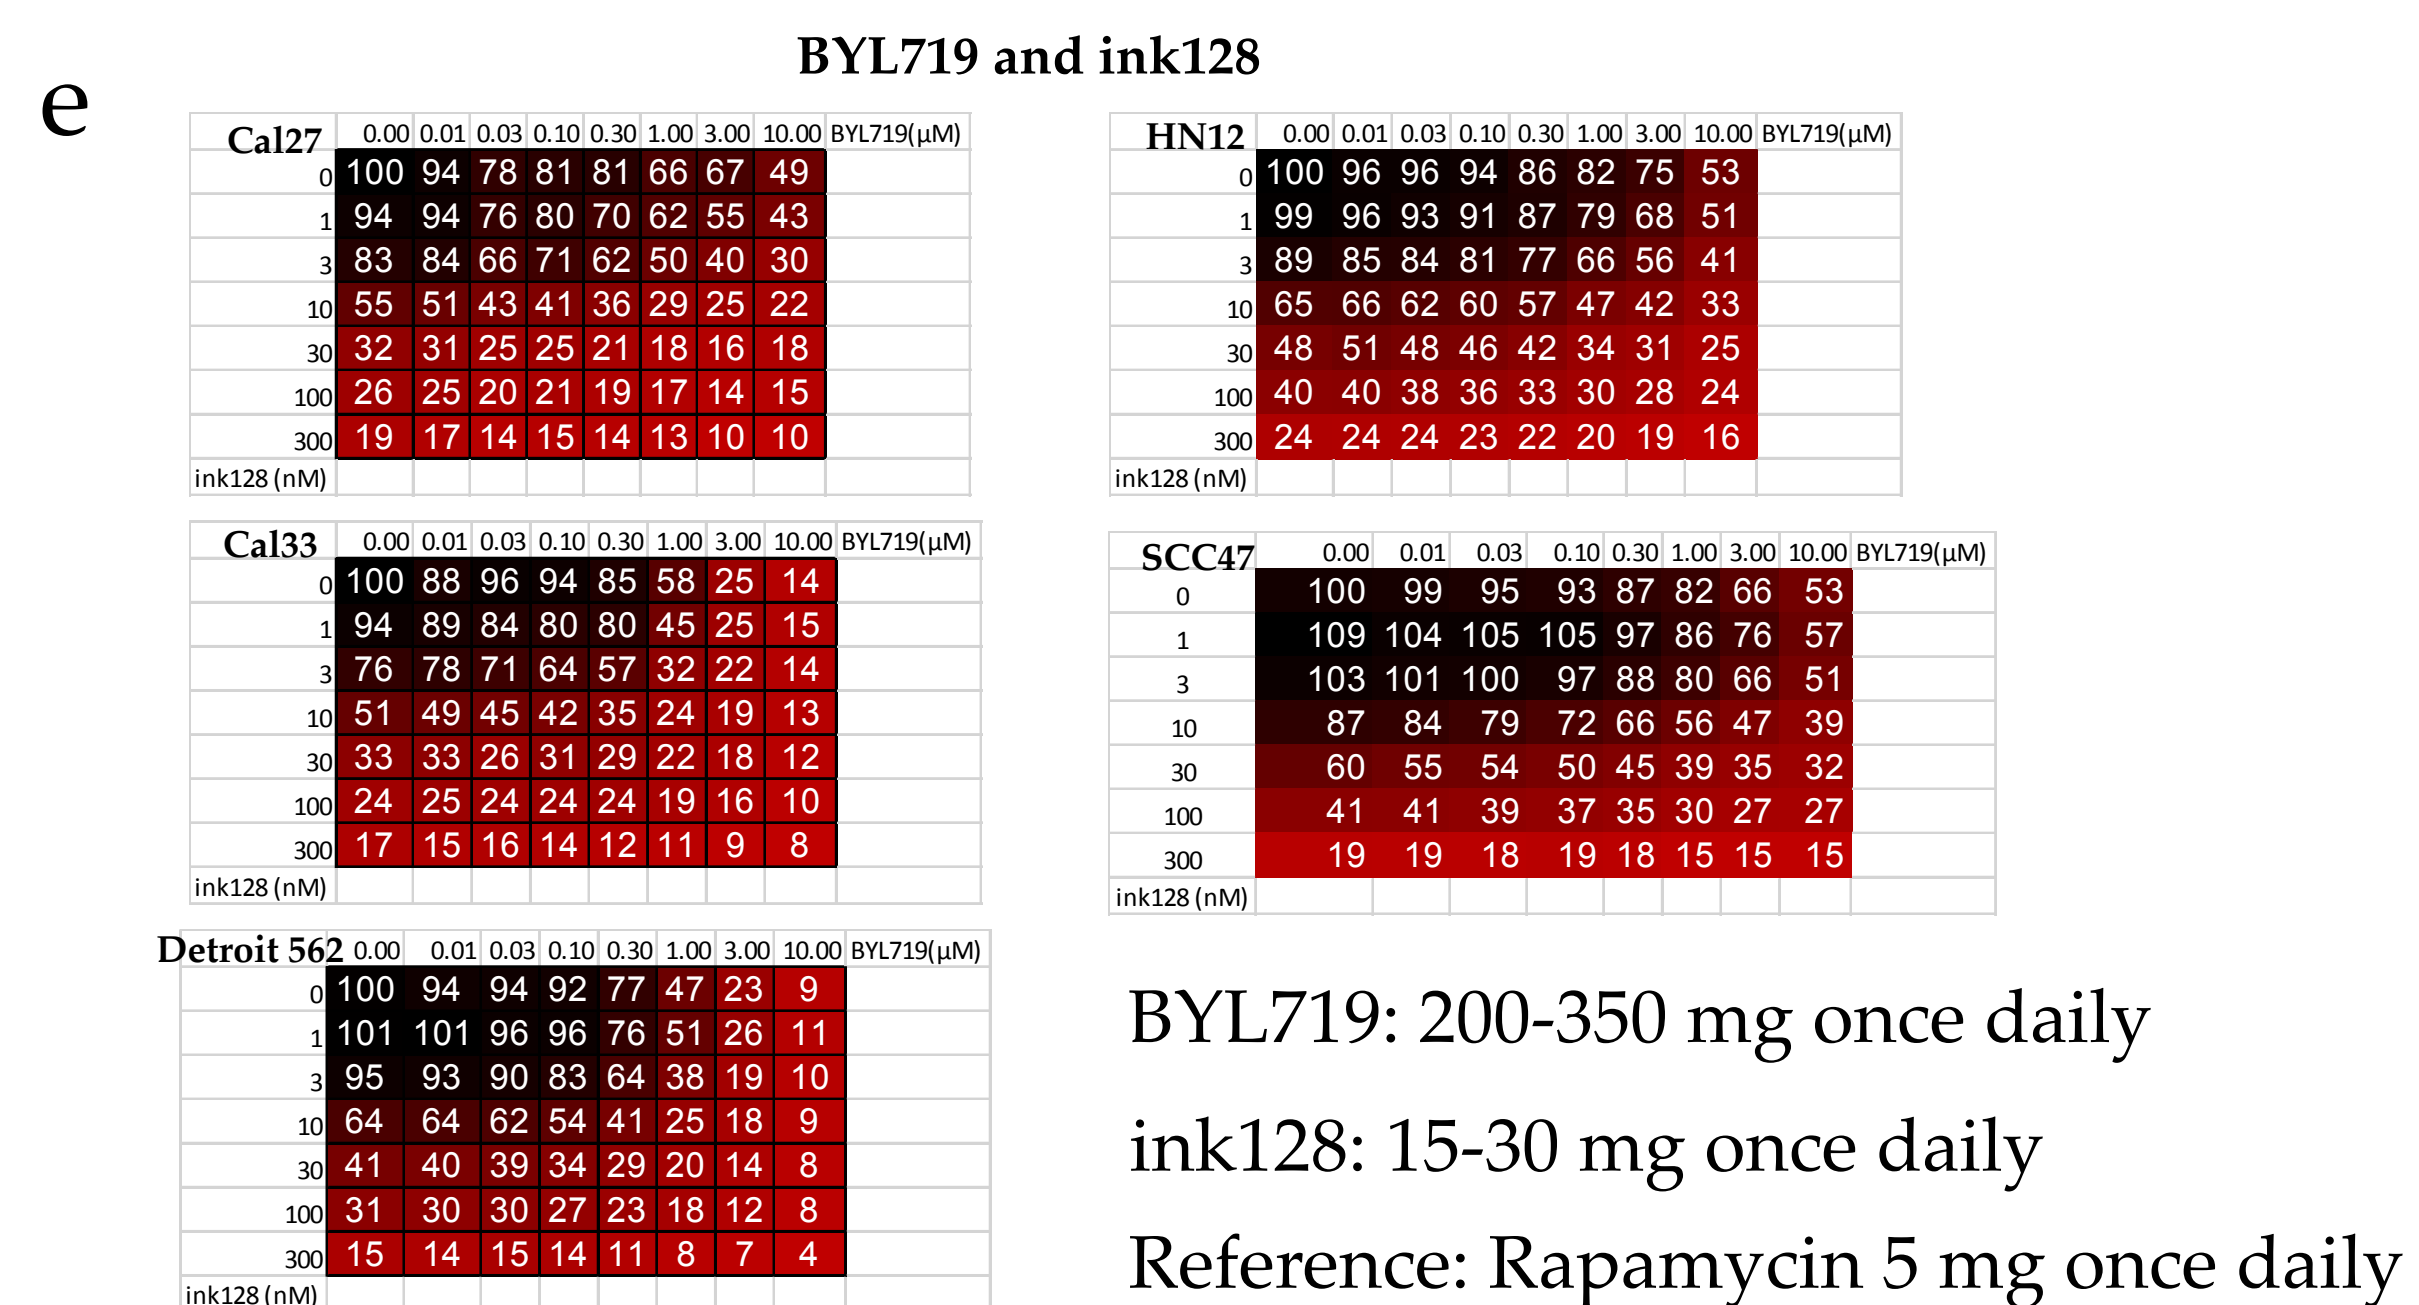 BYL719 and ink128
e
Cal27 0.00 0.01 0.03 0.10 0.30 1.00 3.00 10.00 BYL719(µM)
0 100 94 78 81 81 66 67 49
1 94 94 76 80 70 62 55 43
3 83 84 66 71 62 50 40 30
10 55 51 43 41 36 29 25 22
30 32 31 25 25 21 18 16 18
100 26 25 20 21 19 17 14 15
300 19 17 14 15 14 13 10 10
ink128 (nM)
HN12 0.00 0.01 0.03 0.10 0.30 1.00 3.00 10.00 BYL719(µM)
0 100 96 96 94 86 82 75 53
1 99 96 93 91 87 79 68 51
3 89 85 84 81 77 66 56 41
10 65 66 62 60 57 47 42 33
30 48 51 48 46 42 34 31 25
100 40 40 38 36 33 30 28 24
300 24 24 24 23 22 20 19 16
ink128 (nM)
Cal33 0.00 0.01 0.03 0.10 0.30 1.00 3.00 10.00 BYL719(µM)
0 100 88 96 94 85 58 25 14
1 94 89 84 80 80 45 25 15
3 76 78 71 64 57 32 22 14
10 51 49 45 42 35 24 19 13
30 33 33 26 31 29 22 18 12
100 24 25 24 24 24 19 16 10
300 17 15 16 14 12 11 9 8
ink128 (nM)
SCC47 0.00 0.01 0.03 0.10 0.30 1.00 3.00 10.00 BYL719(µM)
0 100 99 95 93 87 82 66 53
1 109 104 105 105 97 86 76 57
3 103 101 100 97 88 80 66 51
10 87 84 79 72 66 56 47 39
30 60 55 54 50 45 39 35 32
100 41 41 39 37 35 30 27 27
300 19 19 18 19 18 15 15 15
ink128 (nM)
Detroit 562 0.00 0.01 0.03 0.10 0.30 1.00 3.00 10.00 BYL719(µM)
0 100 94 94 92 77 47 23 9
1 101 101 96 96 76 51 26 11
3 95 93 90 83 64 38 19 10
10 64 64 62 54 41 25 18 9
30 41 40 39 34 29 20 14 8
100 31 30 30 27 23 18 12 8
300 15 14 15 14 11 8 7 4
ink128 (nM)
BYL719: 200-350 mg once daily
ink128: 15-30 mg once daily
Reference: Rapamycin 5 mg once daily